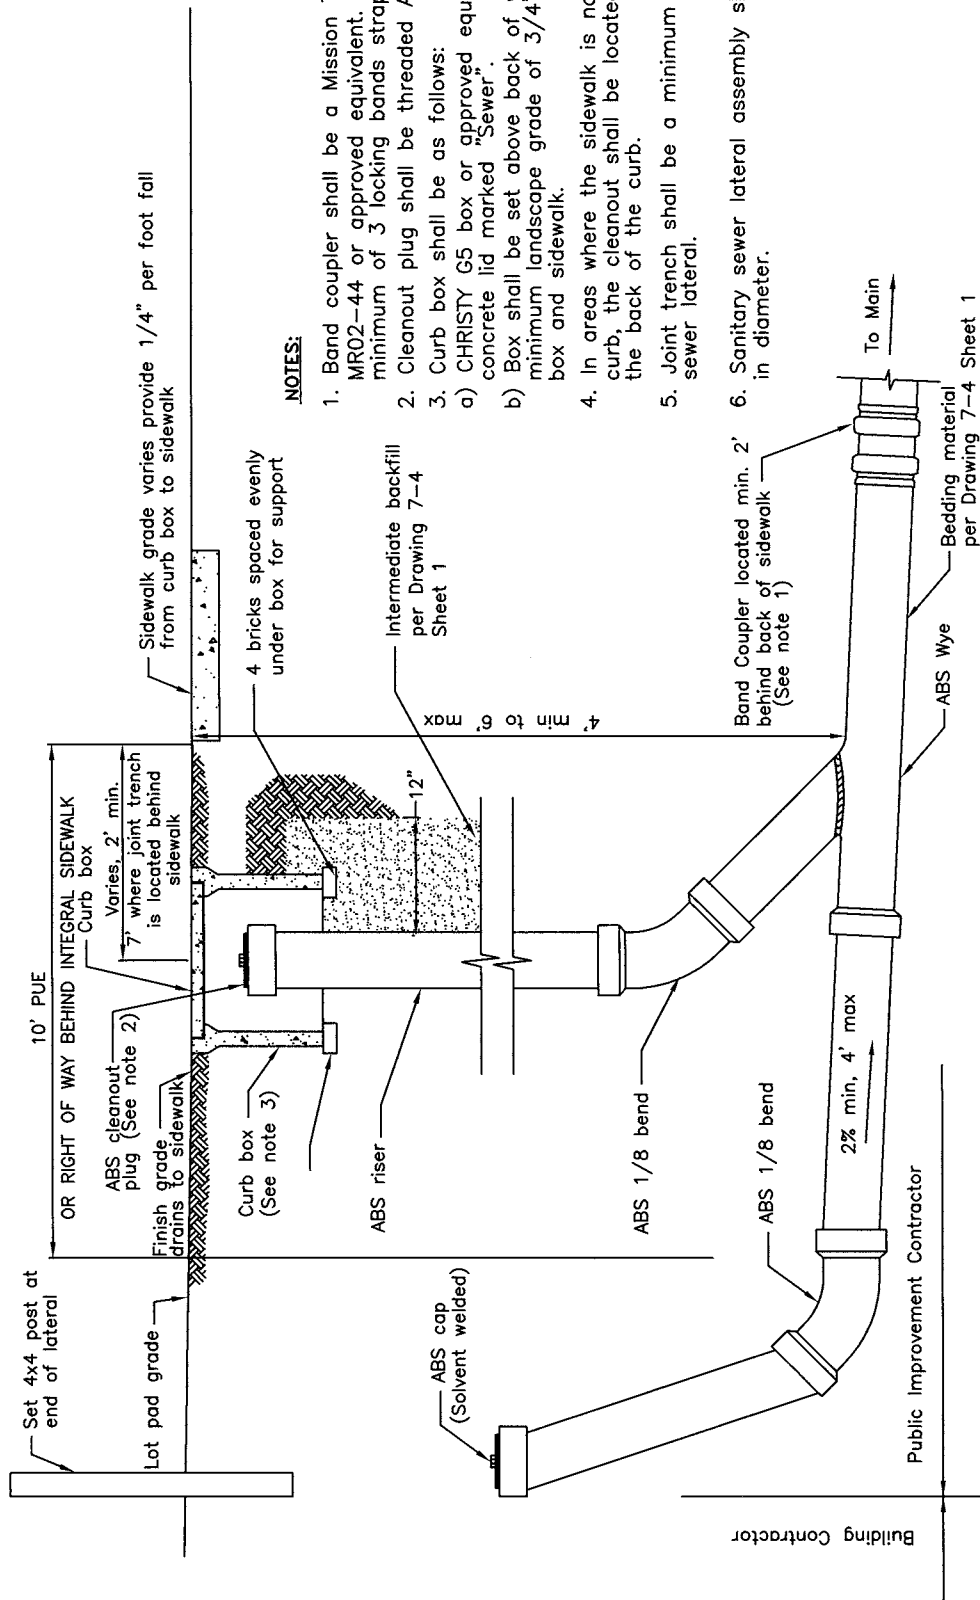 Set 4x4 post at
end of lateral
Lot pad grade
10' PUE
OR RIGHT OF WAY BEHIND INTEGRAL SIDEWALK
Curb box
Varies, 2' min.
7' where joint trench
is located behind
sidewalk
ABS cleanout
plug (See note 2)
Finish grade
drains to sidewalk
Curb box
(See note 3)
ABS riser
Sidewalk grade varies provide 1/4" per foot fall
from curb box to sidewalk
4 bricks spaced evenly
under box for support
Intermediate backfill
per Drawing 7-4
Sheet 1
12"
4' min to 6' max
ABS cap
(Solvent welded)
ABS 1/8 bend
ABS 1/8 bend
2% min, 4' max
Band Coupler located min. 2'
behind back of sidewalk
(See note 1)
To Main
ABS Wye
Bedding material
per Drawing 7-4 Sheet 1
Building Contractor
Public Improvement Contractor
NOTES:
1. Band coupler shall be a Mission
MR02-44 or approved equivalent.
minimum of 3 locking bands strap
2. Cleanout plug shall be threaded A
3. Curb box shall be as follows:
a) CHRISTY G5 box or approved equ
concrete lid marked "Sewer".
b) Box shall be set above back of
minimum landscape grade of 3/4"
box and sidewalk.
4. In areas where the sidewalk is no
curb, the cleanout shall be located
the back of the curb.
5. Joint trench shall be a minimum
sewer lateral.
6. Sanitary sewer lateral assembly s
in diameter.